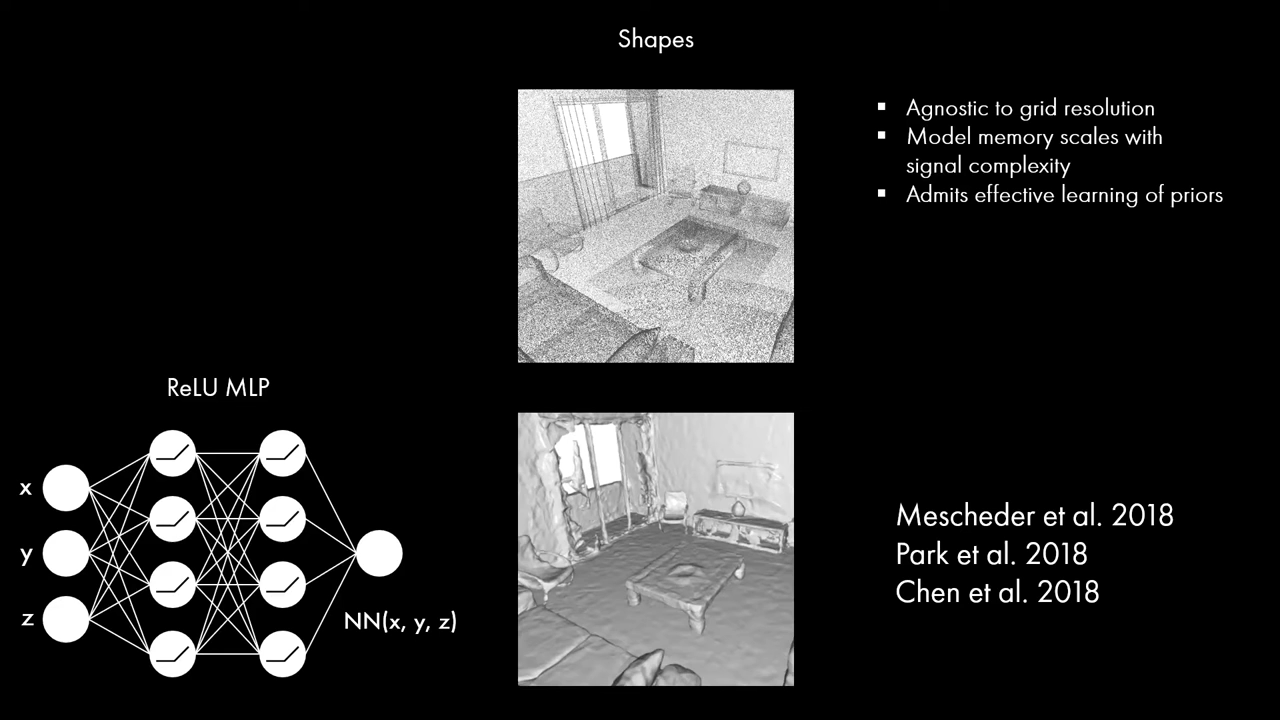 Shapes
▪ Agnostic to grid resolution
▪ Model memory scales with
signal complexity
▪ Admits effective learning of priors
ReLU MLP
x
y
z
NN(x, y, z)
Mescheder et al. 2018
Park et al. 2018
Chen et al. 2018